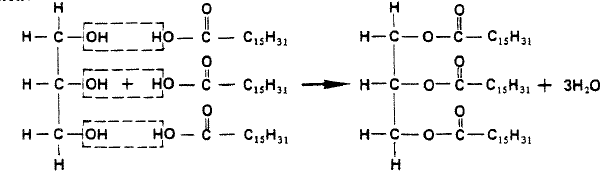 H O O
H – C – OH HO – C – C₁₅H₃₁ H – C – O – C – C₁₅H₃₁
O O
H – C – OH + HO – C – C₁₅H₃₁ H – C – O – C – C₁₅H₃₁ + 3H₂O
O O
H – C – OH HO – C – C₁₅H₃₁ H – C – O – C – C₁₅H₃₁
H H